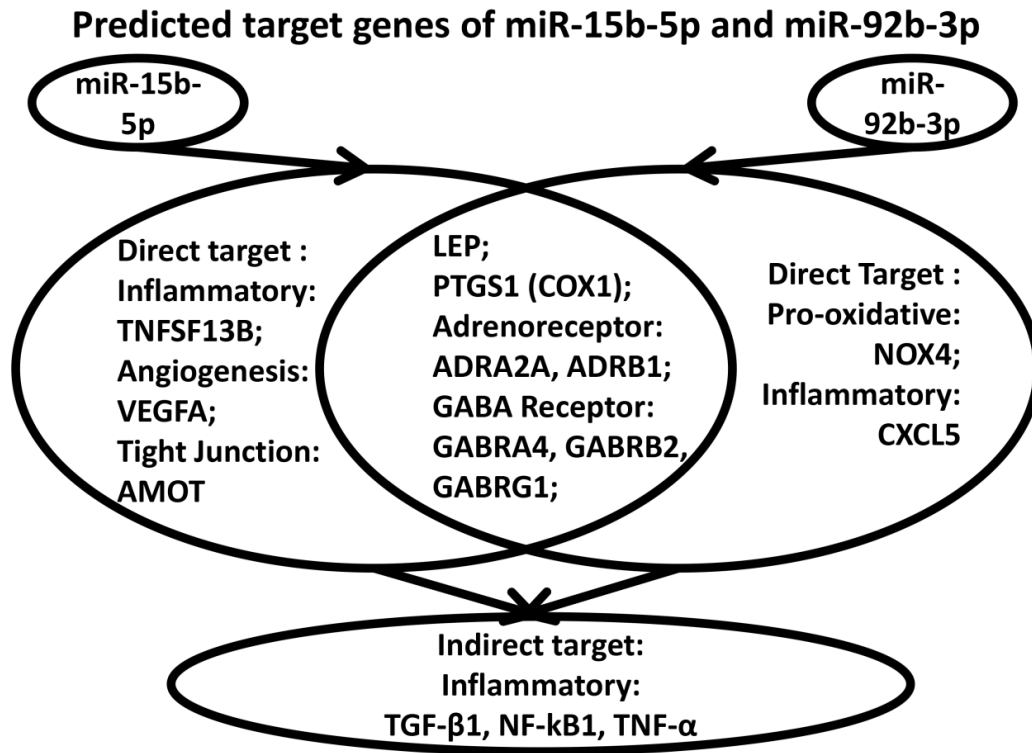 Predicted target genes of miR-15b-5p and miR-92b-3p
miR-15b-
5p
miR-
92b-3p
Direct target :
Inflammatory:
TNFSF13B;
Angiogenesis:
VEGFA;
Tight Junction:
AMOT
LEP;
PTGS1 (COX1);
Adrenoreceptor:
ADRA2A, ADRB1;
GABA Receptor:
GABRA4, GABRB2,
GABRG1;
Direct Target :
Pro-oxidative:
NOX4;
Inflammatory:
CXCL5
Indirect target:
Inflammatory:
TGF-β1, NF-kB1, TNF-α